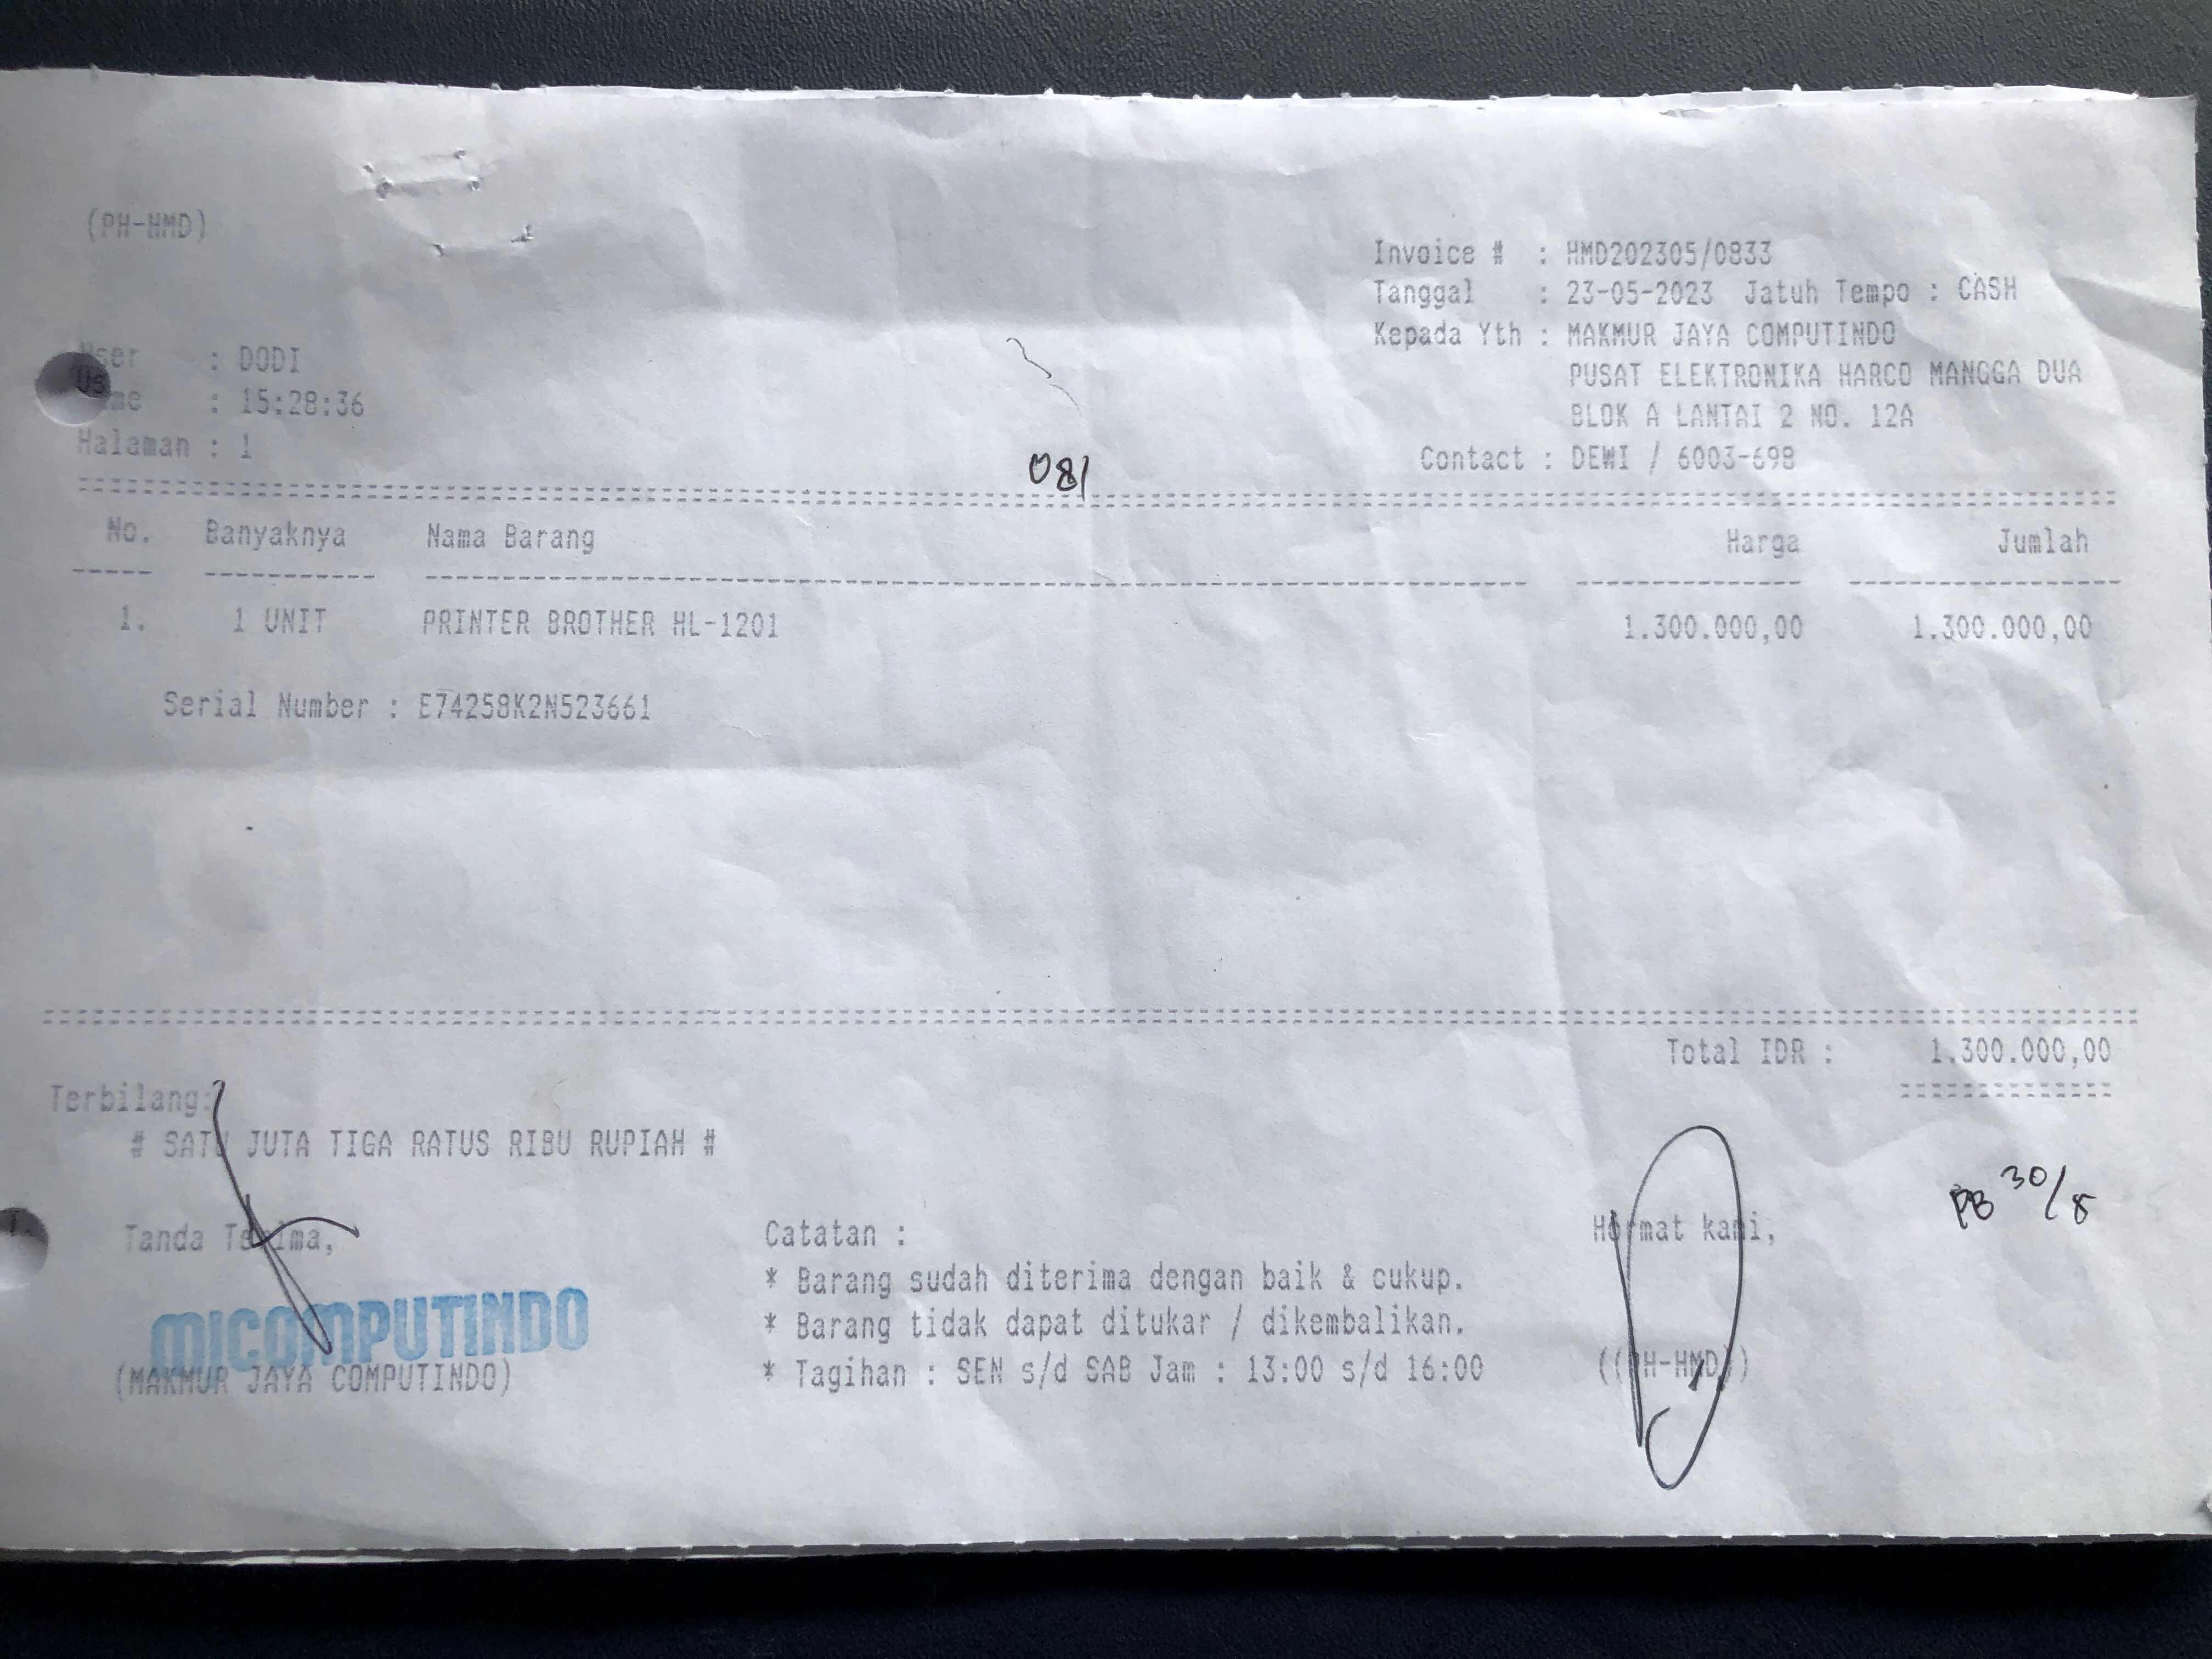 (PH-HMD)
Invoice # : HMD202305/0833
Tanggal : 23-05-2023 Jatuh Tempo : CASH
Kepada Yth : MAKMUR JAYA COMPUTINDO
PUSAT ELEKTRONIKA HARCO MANGGA DUA
BLOK A LANTAI 2 NO. 12A
Contact : DEWI / 6003-698
User : DODI
: 15:28:36
Halaman : 1
081
No. Banyaknya Nama Barang Harga Jumlah
1. 1 UNIT PRINTER BROTHER HL-1201 1.300.000,00 1.300.000,00
Serial Number : E74258K2N523661
Total IDR : 1.300.000,00
Terbilang:
# SATU JUTA TIGA RATUS RIBU RUPIAH #
PB 30/8
Tanda Terima,
Catatan :
Hormat kami,
* Barang sudah diterima dengan baik & cukup.
* Barang tidak dapat ditukar / dikembalikan.
* Tagihan : SEN s/d SAB Jam : 13:00 s/d 16:00
MJCOMPUTINDO
(MAKMUR JAYA COMPUTINDO)
((PH-HMD))